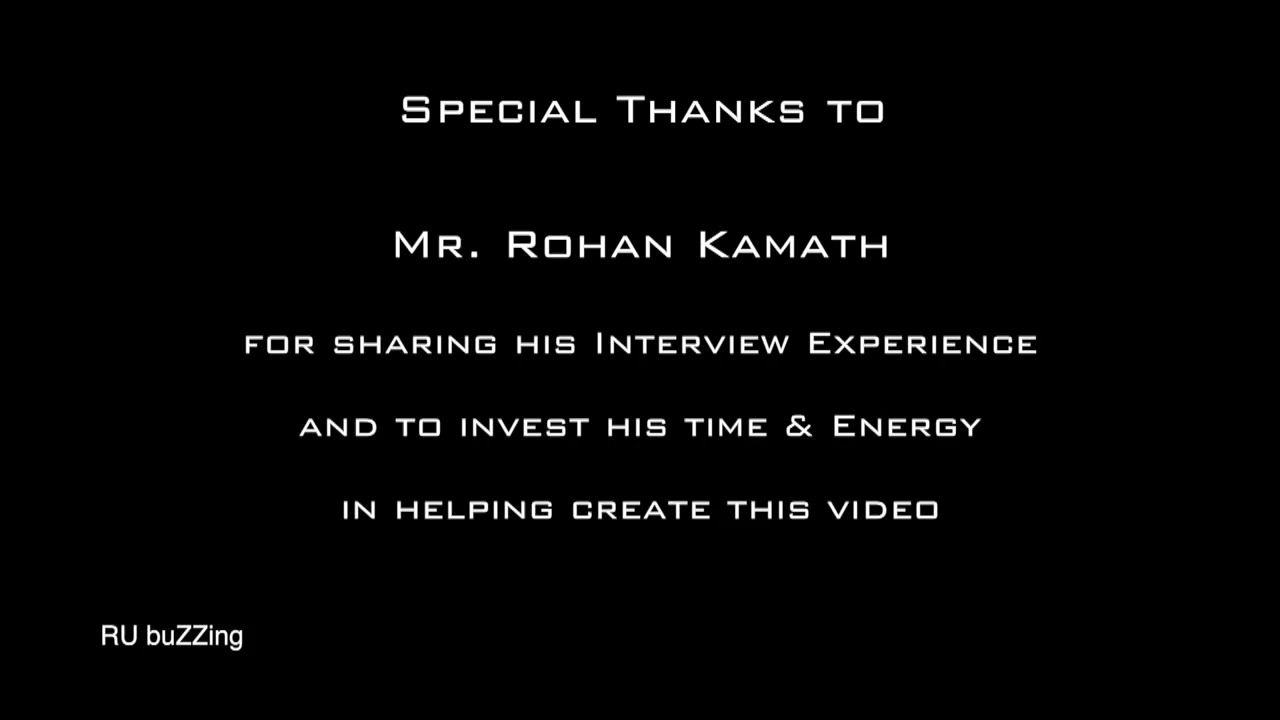 Special Thanks to
Mr. Rohan Kamath
for sharing his Interview Experience
and to invest his time & Energy
in helping create this video
RU buZZing